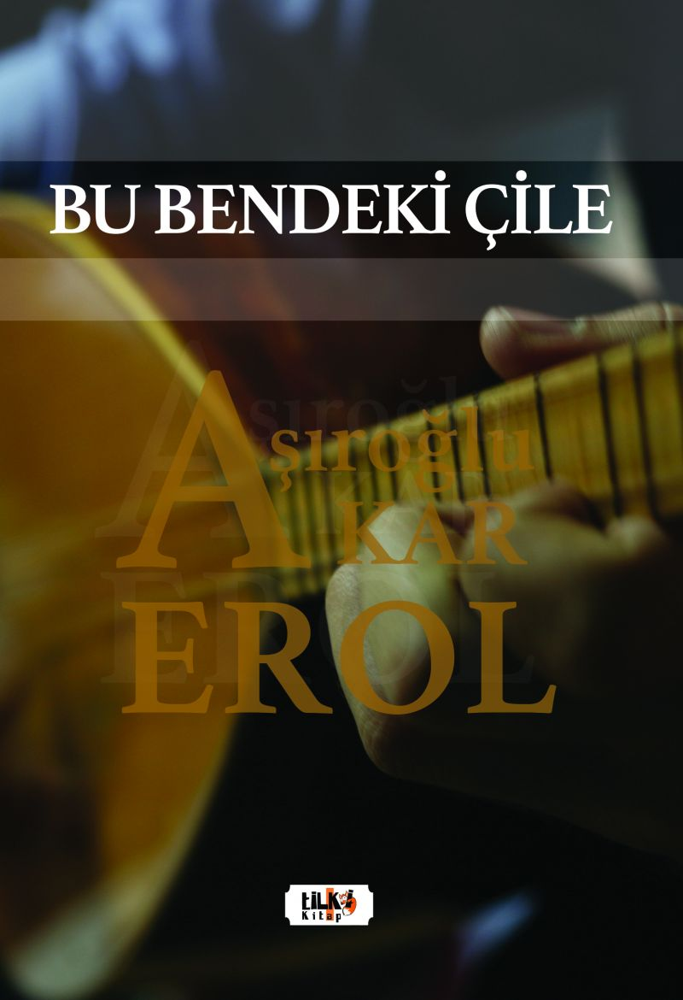 BU BENDEKİ ÇİLE
Aşıroğlu
AKAR
EROL
tiLKi
Kitap